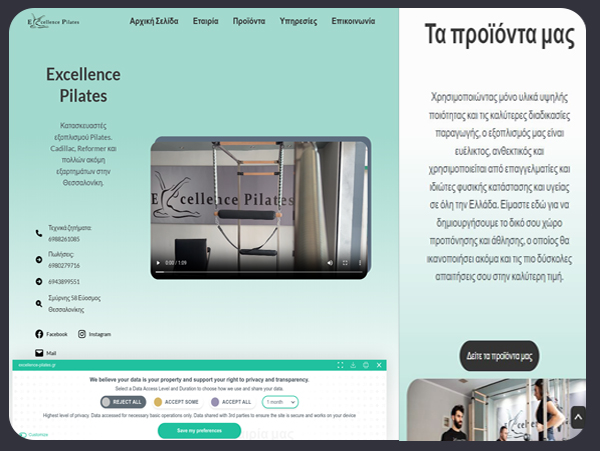 Excellence Pilates
Αρχική Σελίδα
Εταιρία
Προϊόντα
Υπηρεσίες
Επικοινωνία
Excellence
Pilates
Κατασκευαστές
εξοπλισμού Pilates.
Cadillac, Reformer και
πολλών ακόμη
εξαρτημάτων στην
Θεσσαλονίκη.
Τεχνικά ζητήματα:
6988261085
Πωλήσεις:
6980279716
6943899551
Σμύρνης 58 Εύοσμος
Θεσσαλονίκης
Facebook
Instagram
Mail
Excellence Pilates
0:00 / 1:09
excellence-pilates.gr
We believe your data is your property and support your right to privacy and transparency.
Select a Data Access Level and Duration to choose how we use and share your data.
REJECT ALL
ACCEPT SOME
ACCEPT ALL
1 month
Highest level of privacy. Data accessed for necessary basic operations only. Data shared with 3rd parties to ensure the site is secure and works on your device
Save my preferences
Customize
Τα προϊόντα μας
Χρησιμοποιώντας μόνο υλικά υψηλής
ποιότητας και τις καλύτερες διαδικασίες
παραγωγής, ο εξοπλισμός μας είναι
ευέλικτος, ανθεκτικός και
χρησιμοποιείται από επαγγελματίες και
ιδιώτες φυσικής κατάστασης και υγείας
σε όλη την Ελλάδα. Είμαστε εδώ για να
δημιουργήσουμε το δικό σου χώρο
προπόνησης και άθλησης, ο οποίος θα
ικανοποιήσει ακόμα και τις πιο δύσκολες
απαιτήσεις σου στην καλύτερη τιμή.
Δείτε τα προϊόντα μας